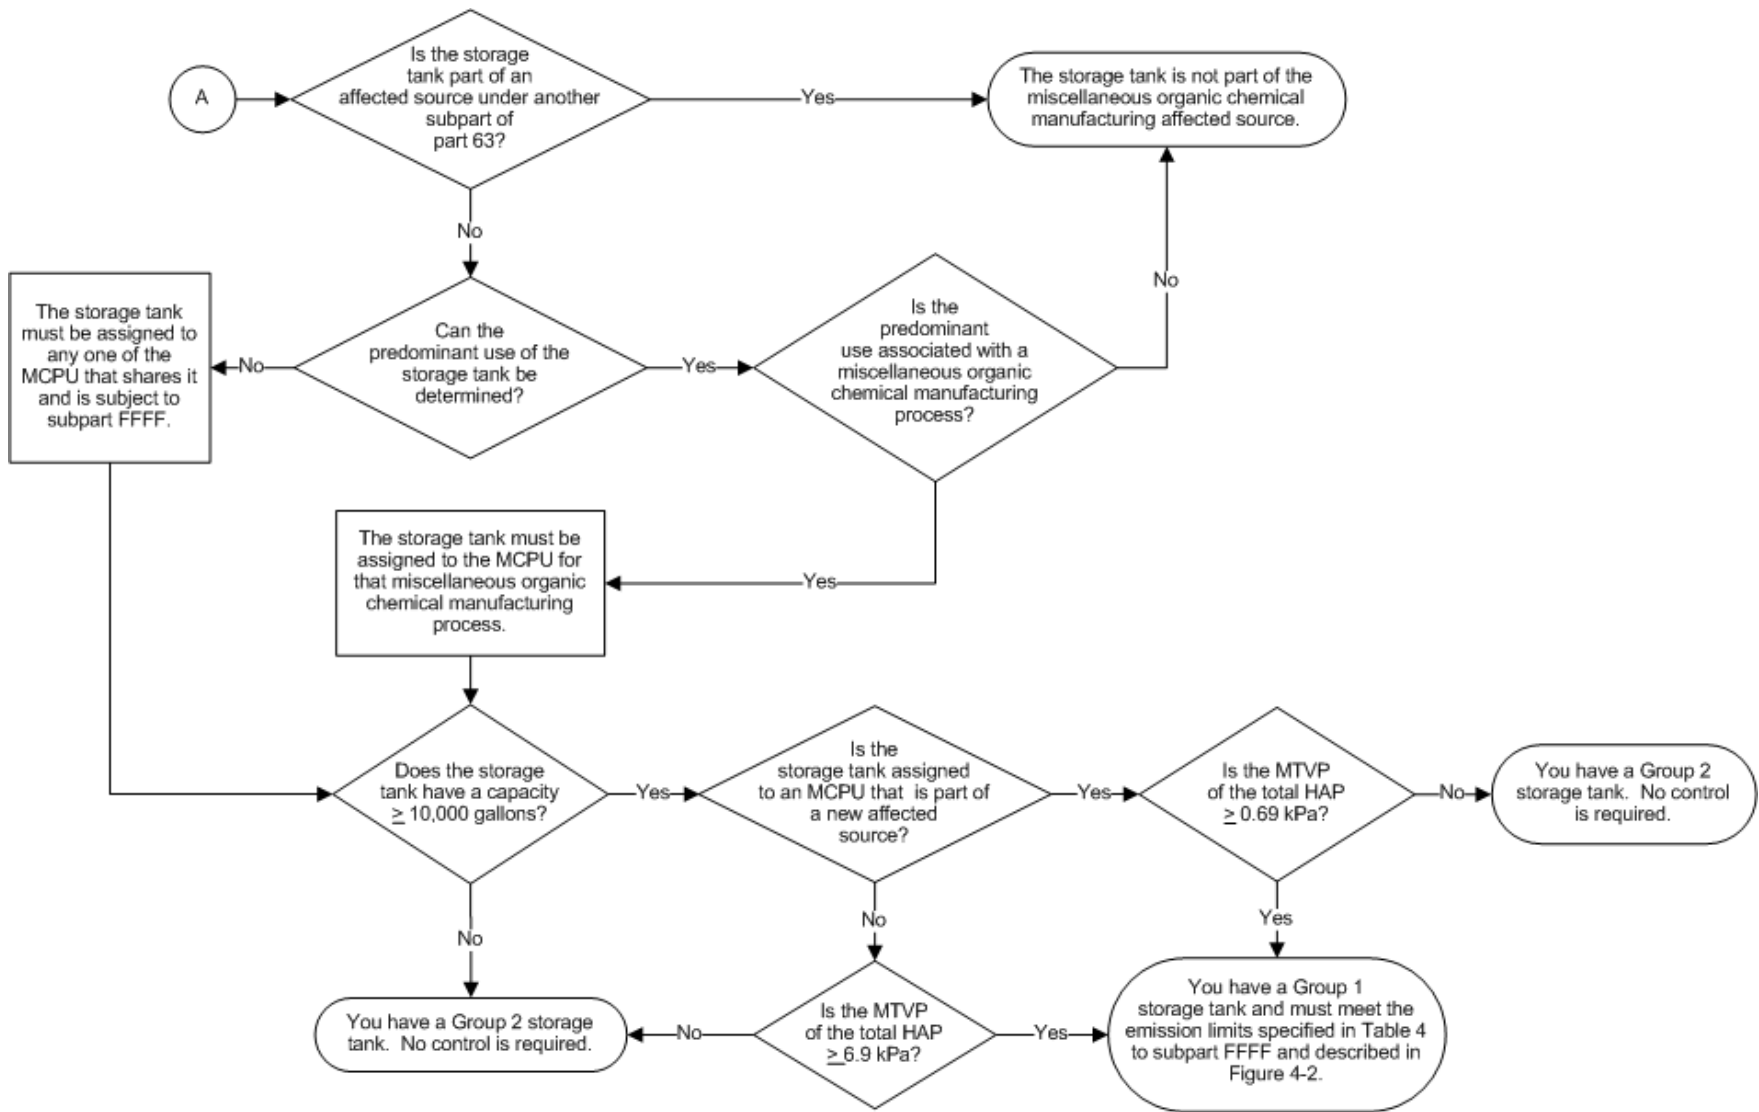 A
Is the storage
tank part of an
affected source under another
subpart of
part 63?
Yes
The storage tank is not part of the
miscellaneous organic chemical
manufacturing affected source.
No
No
The storage tank
must be assigned to
any one of the
MCPU that shares it
and is subject to
subpart FFFF.
No
Can the
predominant use of the
storage tank be
determined?
Yes
Is the
predominant
use associated with a
miscellaneous organic
chemical manufacturing
process?
The storage tank must be
assigned to the MCPU for
that miscellaneous organic
chemical manufacturing
process.
Yes
Does the storage
tank have a capacity
≥ 10,000 gallons?
Yes
Is the
storage tank assigned
to an MCPU that is part of
a new affected
source?
Yes
Is the MTVP
of the total HAP
≥ 0.69 kPa?
No
You have a Group 2
storage tank. No control
is required.
No
No
Yes
You have a Group 2 storage
tank. No control is required.
No
Is the MTVP
of the total HAP
≥ 6.9 kPa?
Yes
You have a Group 1
storage tank and must meet the
emission limits specified in Table 4
to subpart FFFF and described in
Figure 4-2.